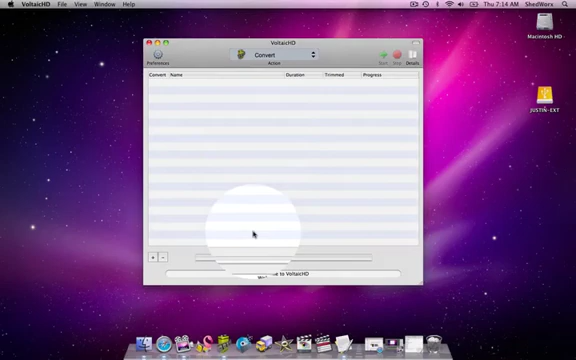 VoltaicHD File View Window Help
Thu 7:14 AM ShedWorx
VoltaicHD
Convert
Preferences
Action
Start Stop Details
Convert Name Duration Trimmed Progress
Macintosh HD
JUSTIN-EXT
to VoltaicHD